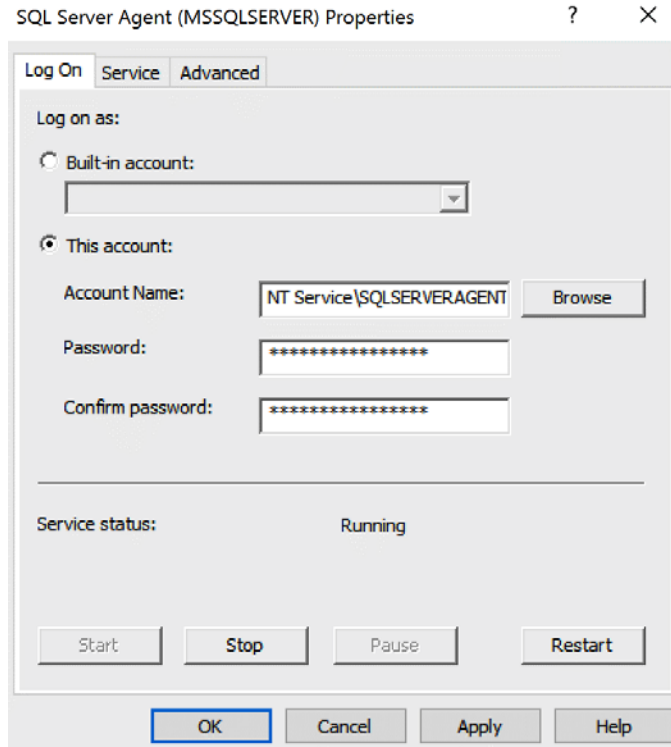 SQL Server Agent (MSSQLSERVER) Properties ? ×
Log On Service Advanced
Log on as:
Built-in account:
This account:
Account Name: NT Service\SQLSERVERAGENT Browse
Password: ****************
Confirm password: ****************
Service status: Running
Start Stop Pause Restart
OK Cancel Apply Help